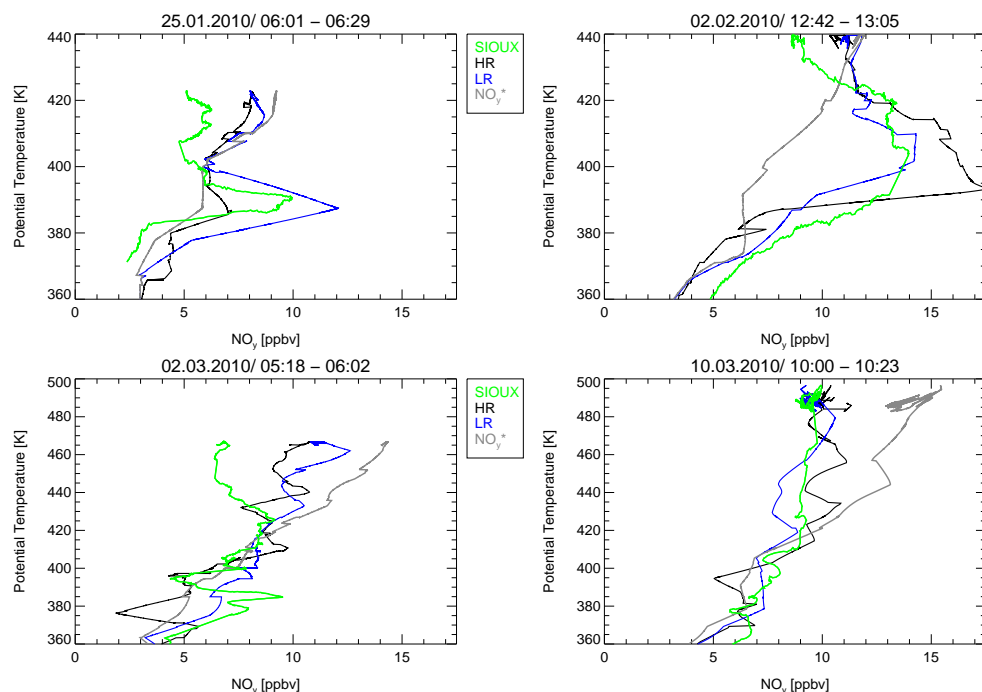 25.01.2010/ 06:01 – 06:29
440
420
400
380
360
Potential Temperature [K]
0
5
10
15
NOy [ppbv]
SIOUX
HR
LR
NOy*
02.02.2010/ 12:42 – 13:05
440
420
400
380
360
Potential Temperature [K]
0
5
10
15
NOy [ppbv]
02.03.2010/ 05:18 – 06:02
500
480
460
440
420
400
380
360
Potential Temperature [K]
0
5
10
15
NOy [ppbv]
SIOUX
HR
LR
NOy*
10.03.2010/ 10:00 – 10:23
500
480
460
440
420
400
380
360
Potential Temperature [K]
0
5
10
15
NOy [ppbv]